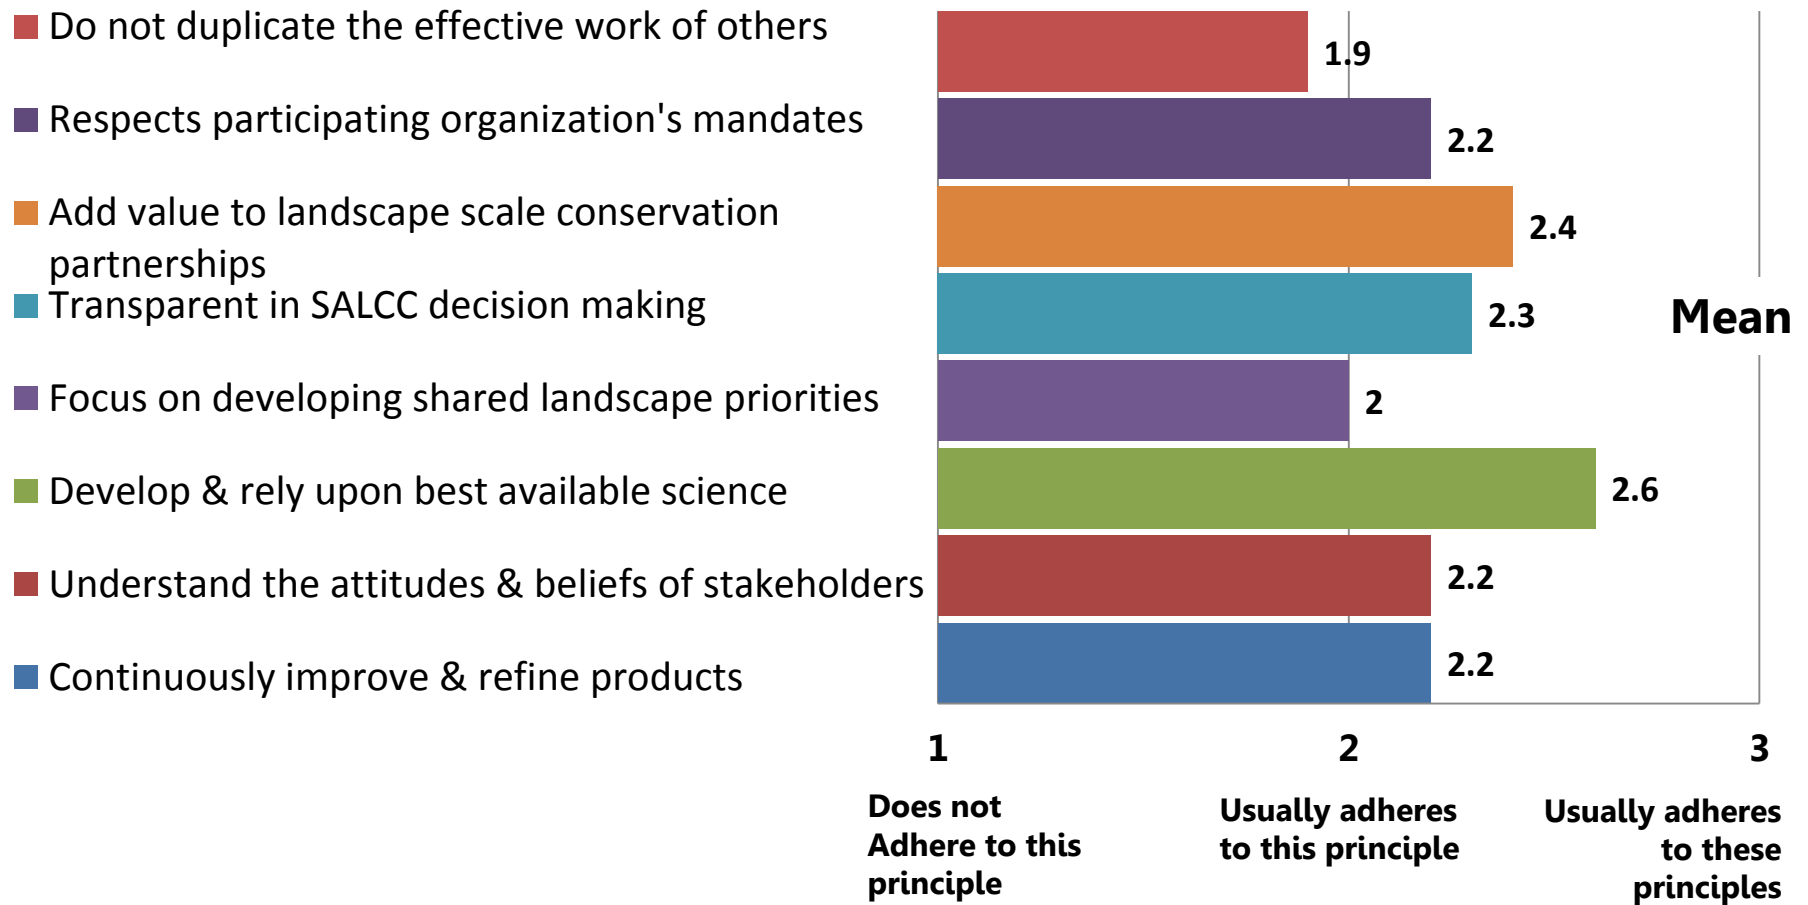 Do not duplicate the effective work of others
1.9
Respects participating organization's mandates
2.2
Add value to landscape scale conservation
partnerships
2.4
Transparent in SALCC decision making
2.3
Mean
Focus on developing shared landscape priorities
2
Develop & rely upon best available science
2.6
Understand the attitudes & beliefs of stakeholders
2.2
Continuously improve & refine products
2.2
1
2
3
Does not
Adhere to this
principle
Usually adheres
to this principle
Usually adheres
to these
principles